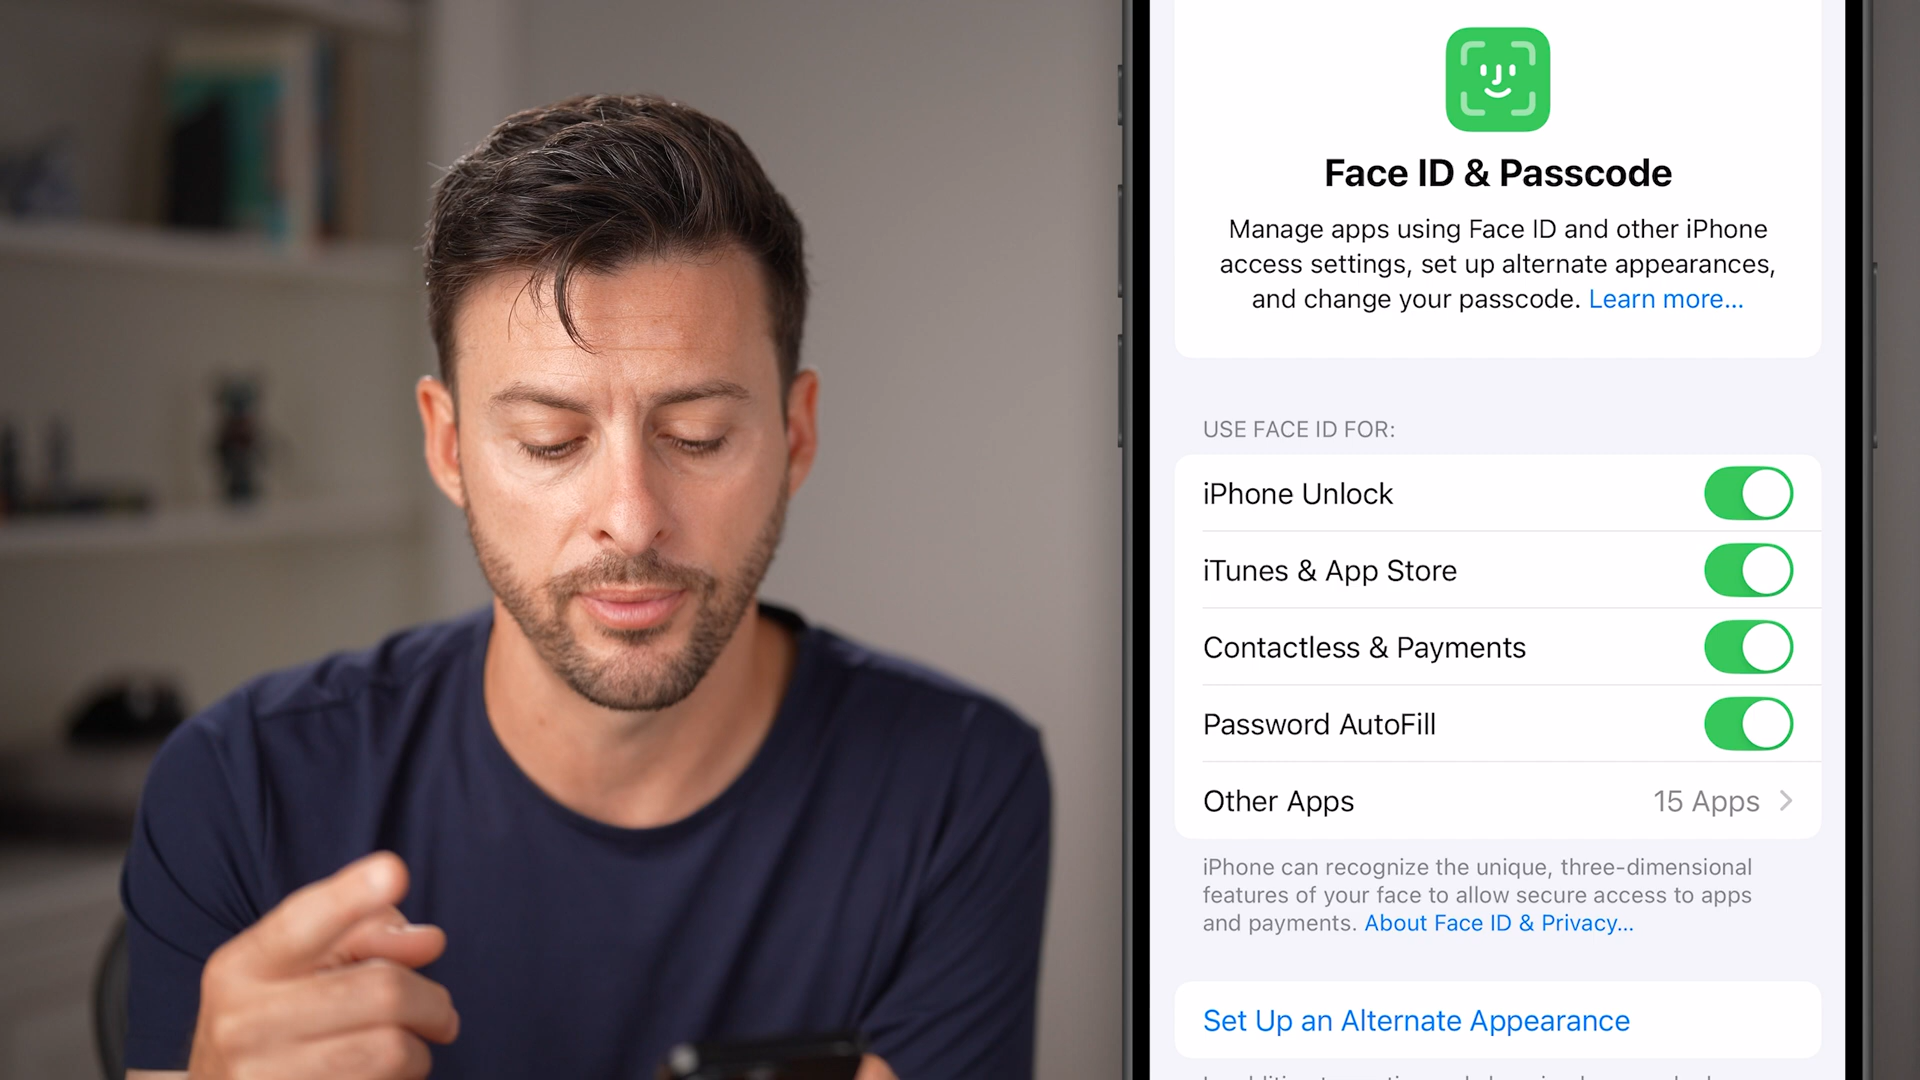 Face ID & Passcode
Manage apps using Face ID and other iPhone
access settings, set up alternate appearances,
and change your passcode. Learn more...
USE FACE ID FOR:
iPhone Unlock
iTunes & App Store
Contactless & Payments
Password AutoFill
Other Apps 15 Apps
iPhone can recognize the unique, three-dimensional
features of your face to allow secure access to apps
and payments. About Face ID & Privacy...
Set Up an Alternate Appearance